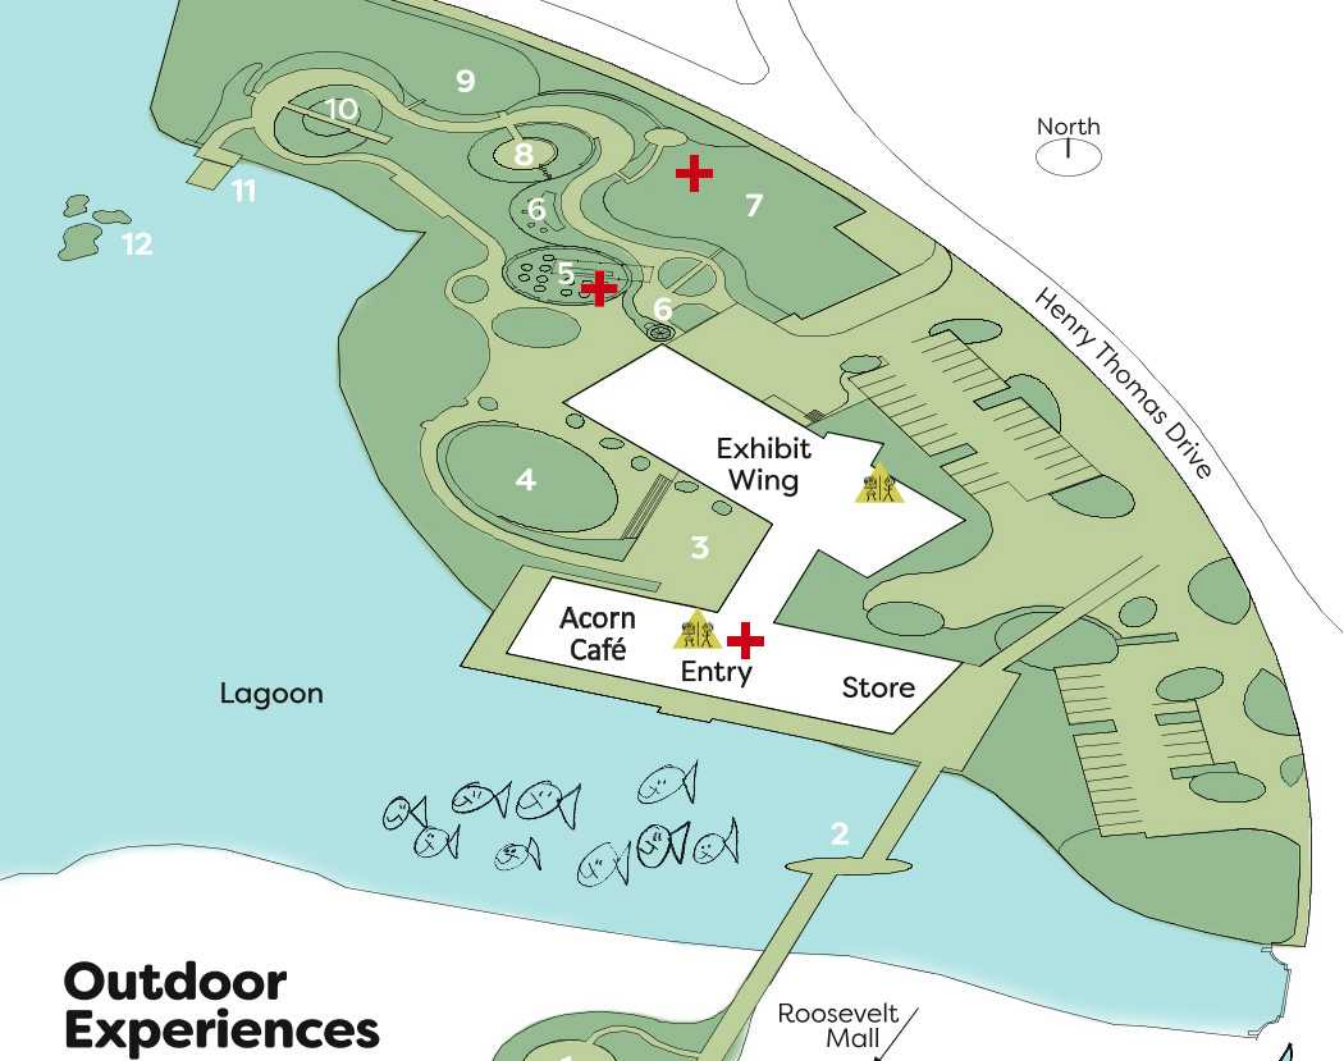 9
10
North
8
11
7
6
12
5
6
Henry Thomas Drive
Exhibit
Wing
4
3
Acorn
Café
Entry
Store
Lagoon
2
Outdoor
Experiences
Roosevelt
Mall